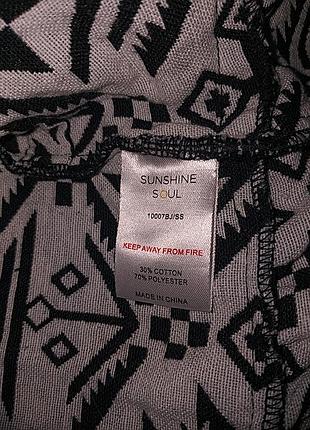 SUNSHINE
SOUL
10007BJ/SS
KEEP AWAY FROM FIRE
30% COTTON
70% POLYESTER
MADE IN CHINA